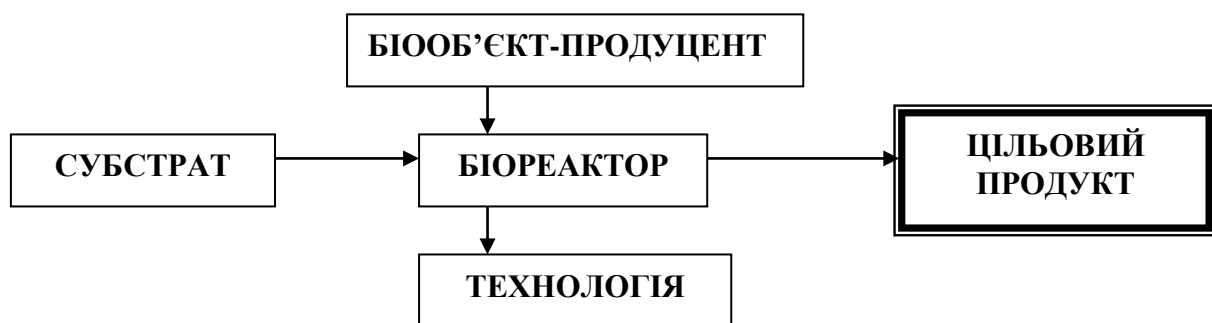 БІООБ’ЄКТ-ПРОДУЦЕНТ
СУБСТРАТ
БІОРЕАКТОР
ЦІЛЬОВИЙ
ПРОДУКТ
ТЕХНОЛОГІЯ